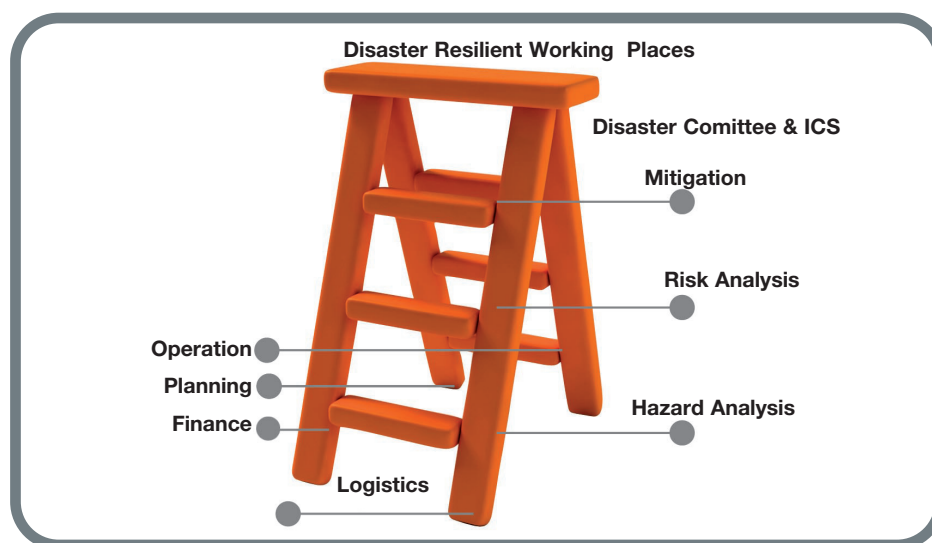 Disaster Resilient Working Places
Disaster Comittee & ICS
Mitigation
Risk Analysis
Operation
Planning
Hazard Analysis
Finance
Logistics